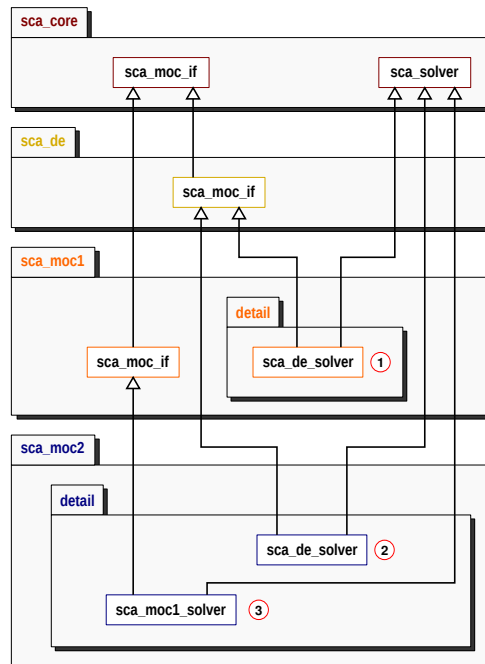 sca_core
sca_moc_if
sca_solver
sca_de
sca_moc_if
sca_moc1
detail
sca_moc_if
sca_de_solver
1
sca_moc2
detail
sca_de_solver
2
sca_moc1_solver
3